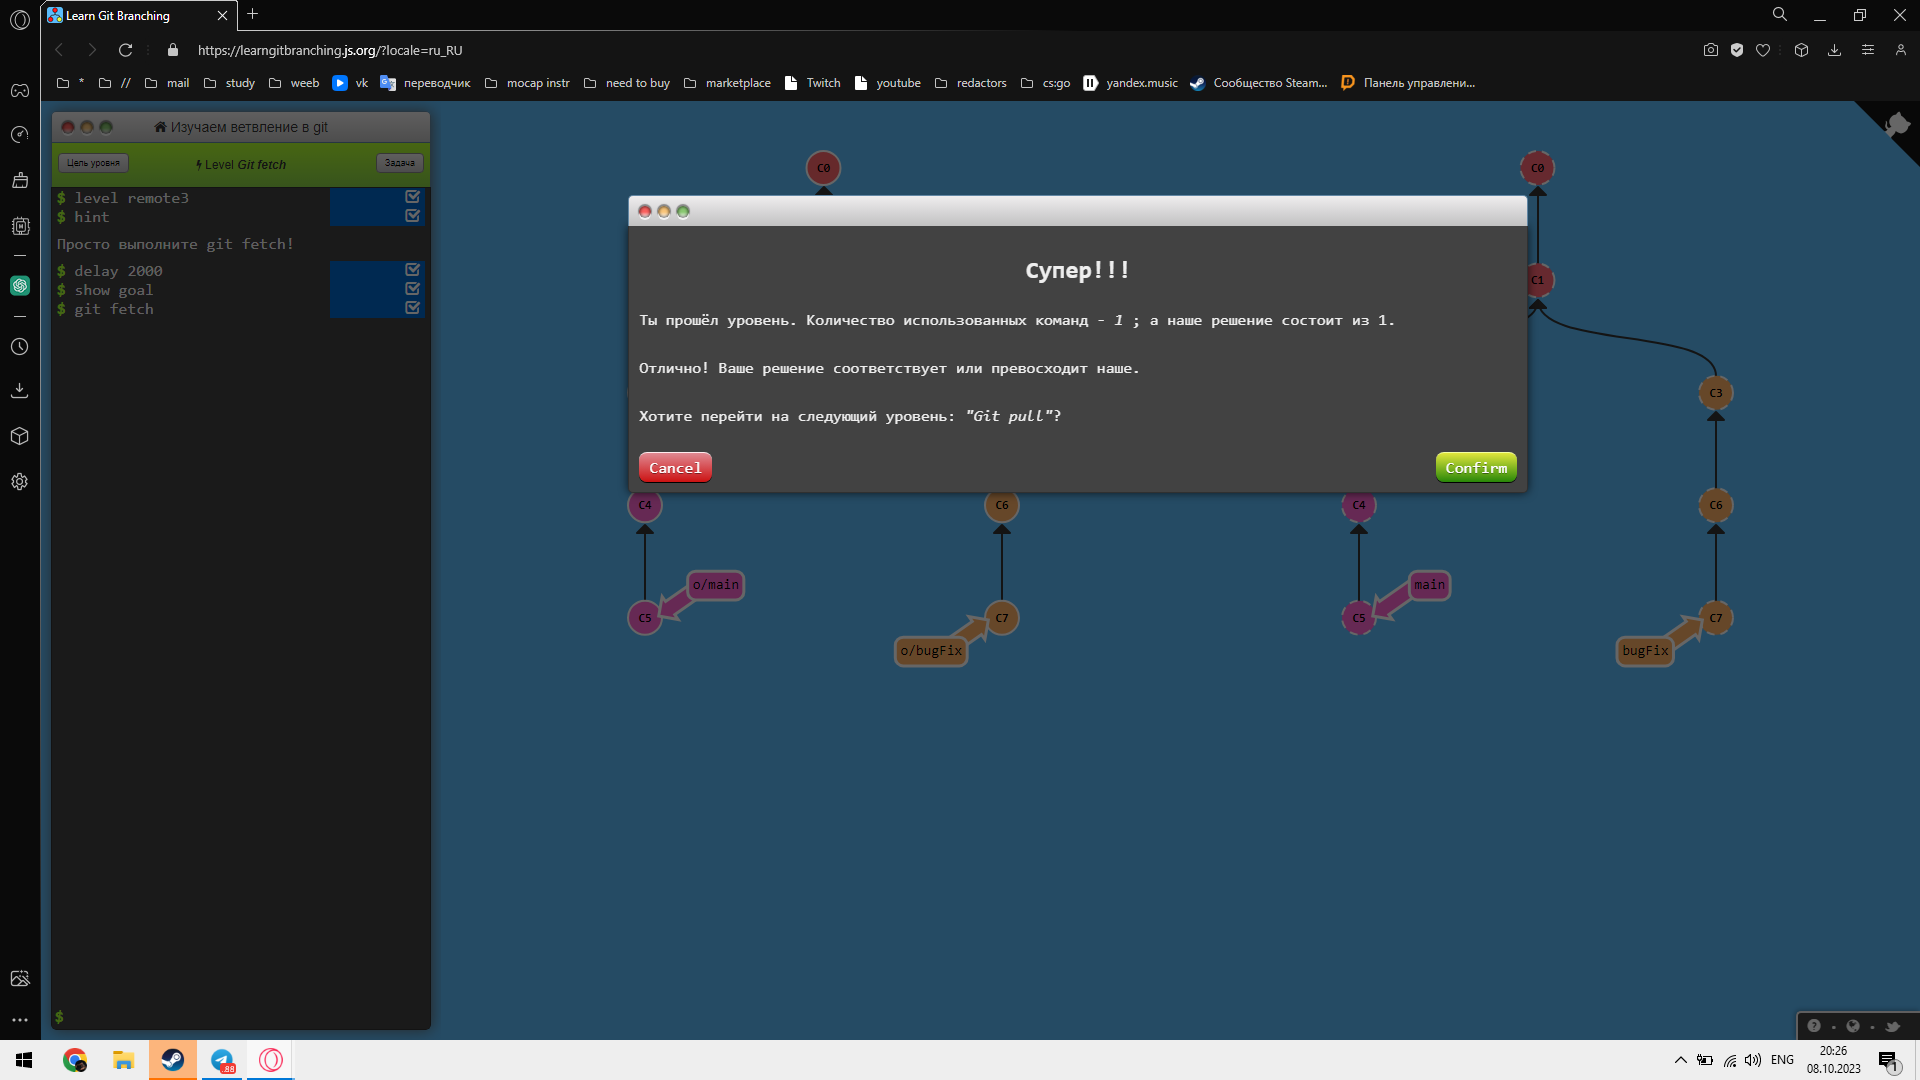 Learn Git Branching
https://learngitbranching.js.org/?locale=ru_RU
* // mail study weeb vk переводчик mocap instr need to buy marketplace Twitch youtube redactors cs:go yandex.music Сообщество Steam... Панель управлени...
Изучаем ветвление в git
Цель уровня Level Git fetch Задача
$ level remote3
$ hint
Просто выполните git fetch!
$ delay 2000
$ show goal
$ git fetch
$
C0 C0
C1
C3
Супер!!!
Ты прошёл уровень. Количество использованных команд - 1 ; а наше решение состоит из 1.
Отлично! Ваше решение соответствует или превосходит наше.
Хотите перейти на следующий уровень: "Git pull"?
Cancel Confirm
C4 C6 C4 C6
o/main main
C5 C7 C5 C7
o/bugFix bugFix
88
ENG
20:26
08.10.2023
1